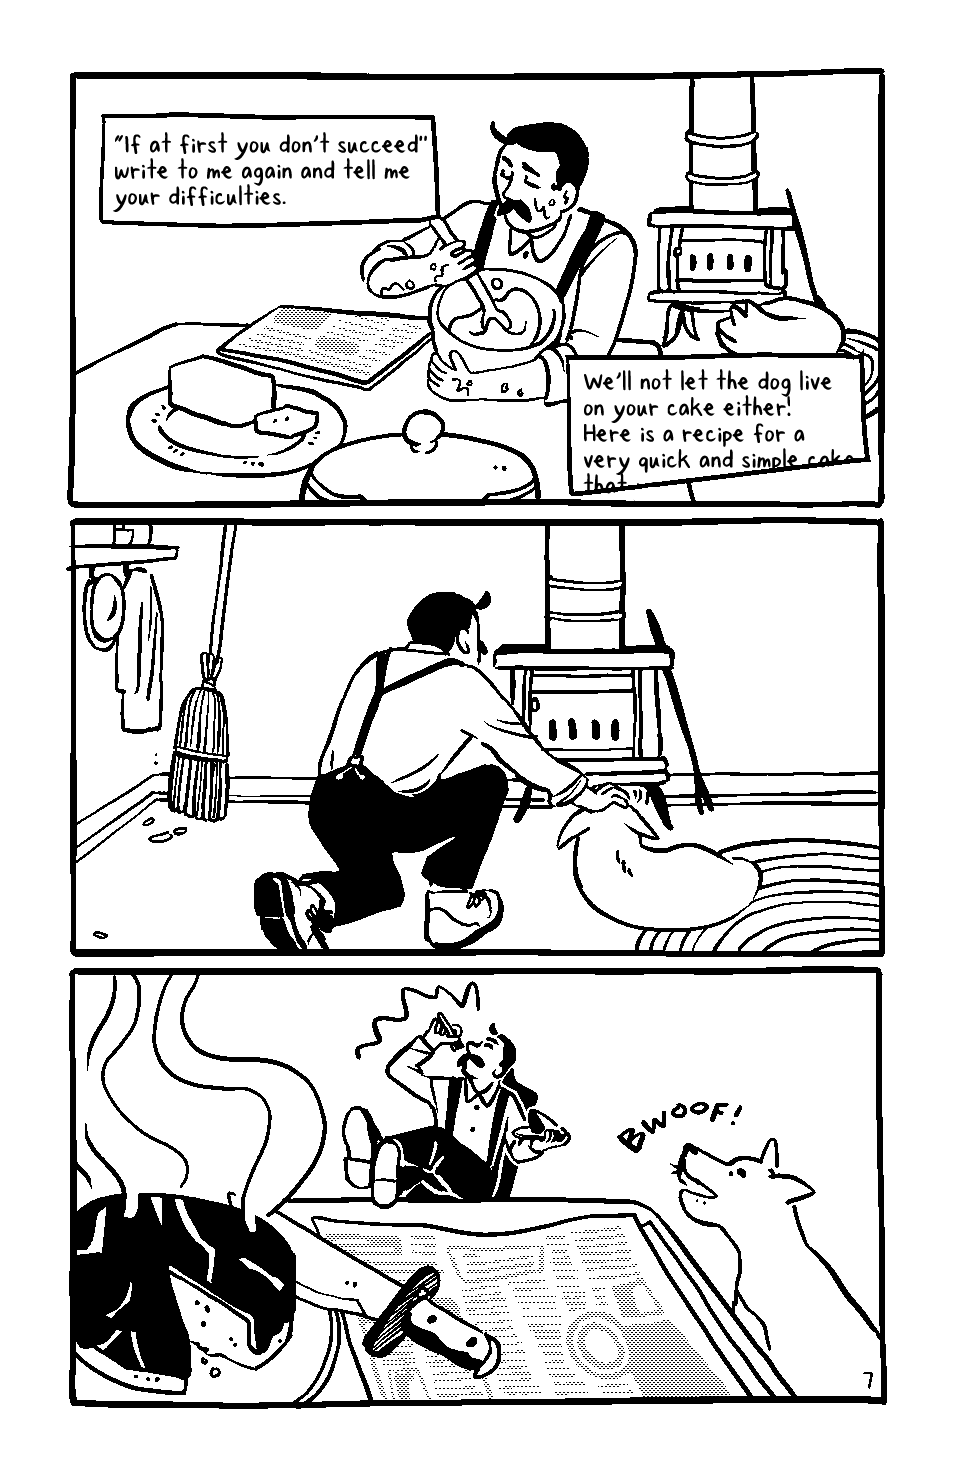 "If at first you don't succeed"
write to me again and tell me
your difficulties.
We'll not let the dog live
on your cake either!
Here is a recipe for a
very quick and simple cake
that
BWOOF!
7